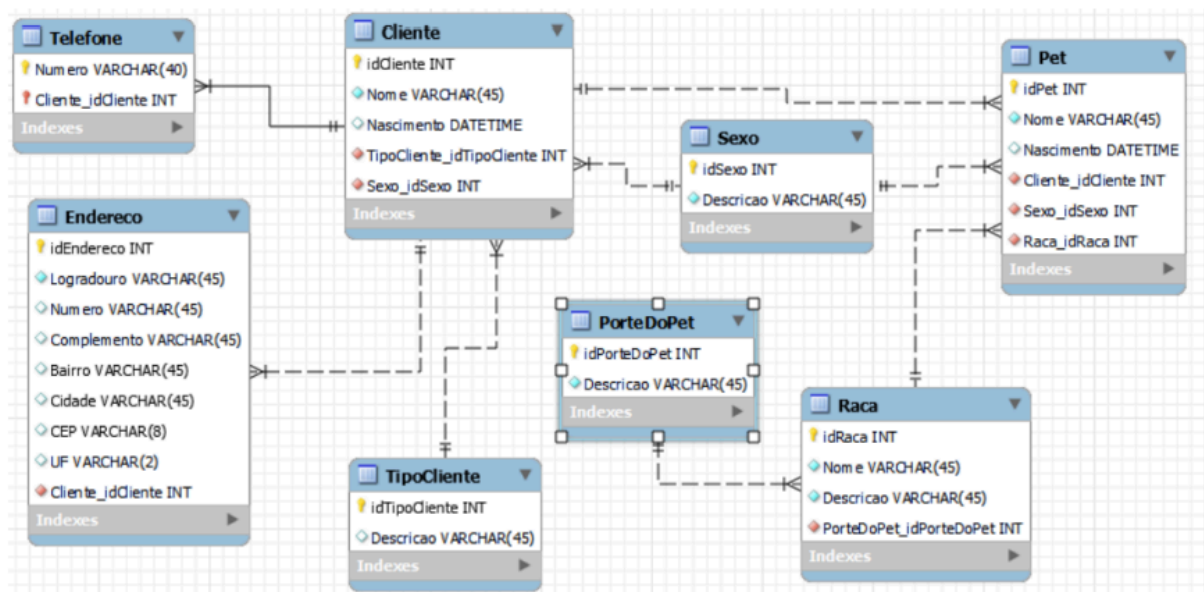 Telefone
Numero VARCHAR(40)
Cliente_idCliente INT
Indexes
Cliente
idCliente INT
Nome VARCHAR(45)
Nascimento DATETIME
TipoCliente_idTipoCliente INT
Sexo_idSexo INT
Indexes
Pet
idPet INT
Nome VARCHAR(45)
Nascimento DATETIME
Cliente_idCliente INT
Sexo_idSexo INT
Raca_idRaca INT
Indexes
Sexo
idSexo INT
Descricao VARCHAR(45)
Indexes
Endereco
idEndereco INT
Logradouro VARCHAR(45)
Numero VARCHAR(45)
Complemento VARCHAR(45)
Bairro VARCHAR(45)
Cidade VARCHAR(45)
CEP VARCHAR(8)
UF VARCHAR(2)
Cliente_idCliente INT
Indexes
PorteDoPet
idPorteDoPet INT
Descricao VARCHAR(45)
Indexes
TipoCliente
idTipoCliente INT
Descricao VARCHAR(45)
Indexes
Raca
idRaca INT
Nome VARCHAR(45)
Descricao VARCHAR(45)
PorteDoPet_idPorteDoPet INT
Indexes